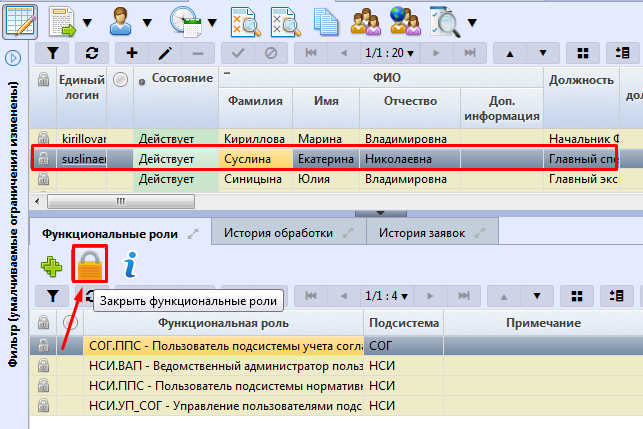 Фильтр (умалчиваемые ограничения изменены)
1/1 : 20
ФИО
Единый логин Состояние Должность
Фамилия Имя Отчество Доп. информация
kirillovar Действует Кириллова Марина Владимировна Начальник Ф
suslinaer Действует Суслина Екатерина Николаевна Главный спе
Действует Синицына Юлия Владимировна Главный экс
Функциональные роли История обработки История заявок
Закрыть функциональные роли
1/1 : 4
Функциональная роль Подсистема Примечание
СОГ.ППС - Пользователь подсистемы учета согла СОГ
НСИ.ВАП - Ведомственный администратор польз НСИ
НСИ.ППС - Пользователь подсистемы нормативн НСИ
НСИ.УП_СОГ - Управление пользователями подс НСИ